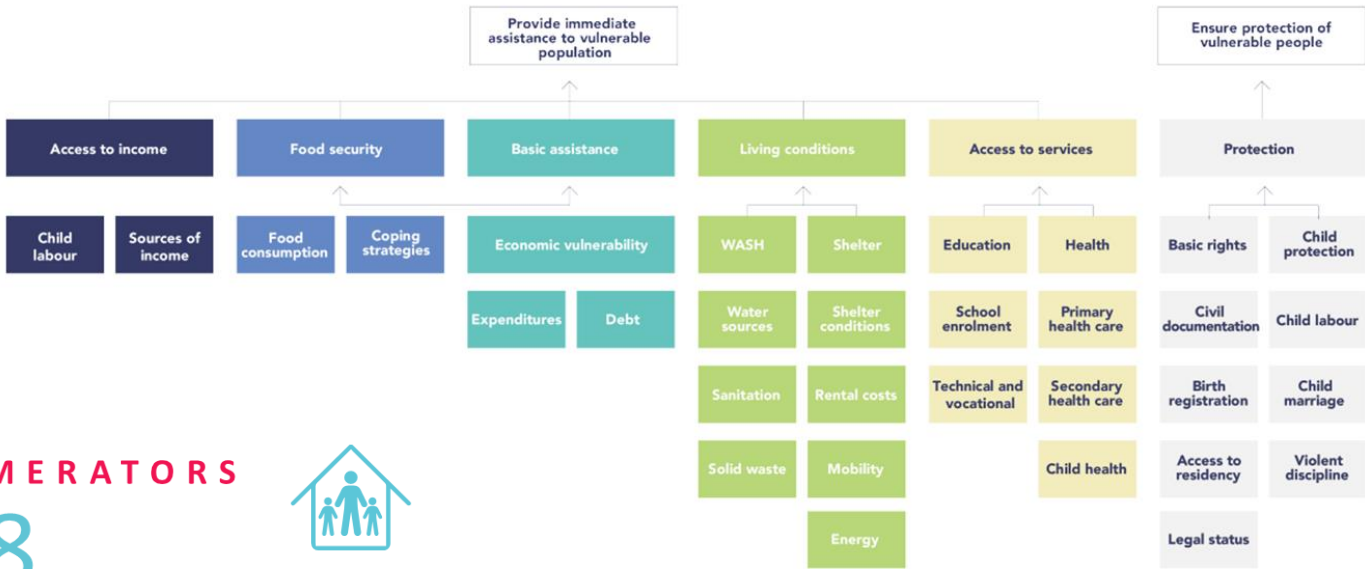 Provide immediate
assistance to vulnerable
population
Ensure protection of
vulnerable people
Access to income
Food security
Basic assistance
Living conditions
Access to services
Protection
Child
labour
Sources of
income
Food
consumption
Coping
strategies
Economic vulnerability
WASH
Shelter
Education
Health
Basic rights
Child
protection
Expenditures
Debt
Water
sources
Shelter
conditions
School
enrolment
Primary
health care
Civil
documentation
Child labour
Sanitation
Rental costs
Technical and
vocational
Secondary
health care
Birth
registration
Child
marriage
Solid waste
Mobility
Child health
Access to
residency
Violent
discipline
Energy
Legal status
MERATORS
8